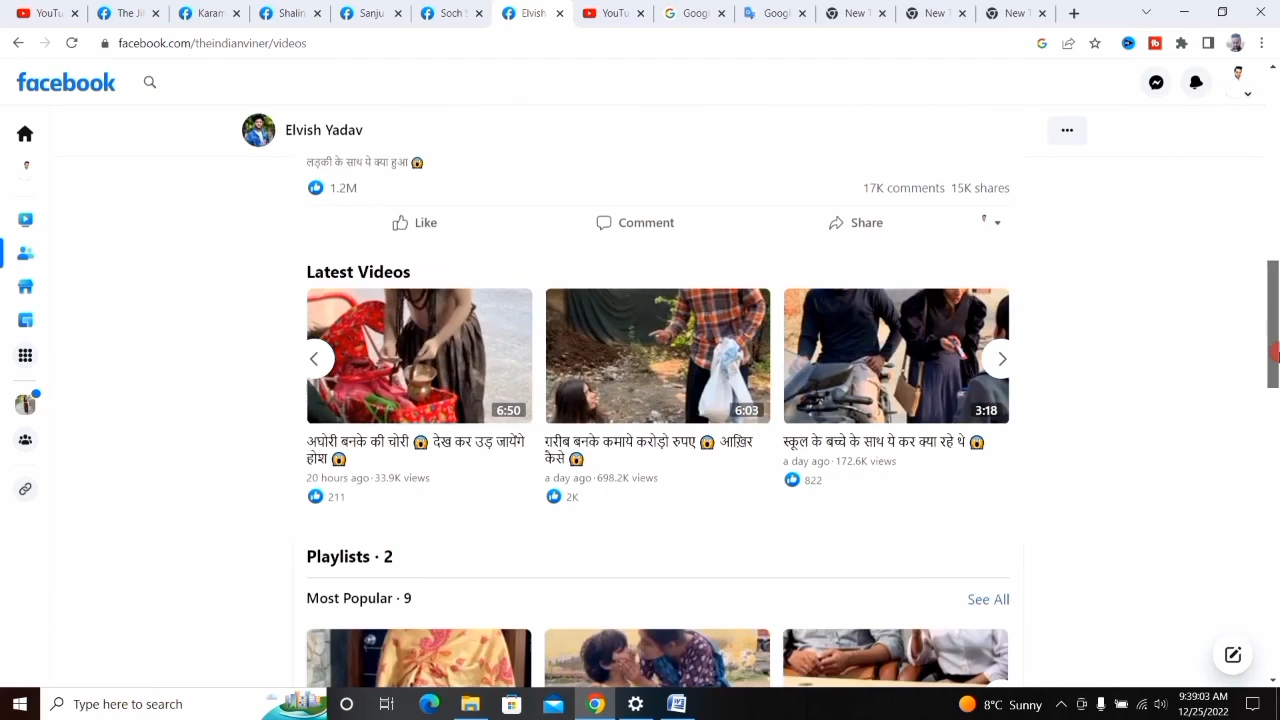 YouTu
The Ji
Karan
Such S
Elvish
YouTu
Googl
Googl
New T
New T
New T
facebook.com/theindianviner/videos
facebook
Elvish Yadav
लड़की के साथ ये क्या हुआ 😱
1.2M
17K comments 15K shares
Like
Comment
Share
Latest Videos
6:50
6:03
3:18
अघोरी बनके की चोरी 😱 देख कर उड़ जायेंगे
होश 😱
20 hours ago · 33.9K views
211
ग़रीब बनके कमाये करोड़ो रुपए 😱 आख़िर
कैसे 😱
a day ago · 698.2K views
2K
स्कूल के बच्चे के साथ ये कर क्या रहे थे 😱
a day ago · 172.6K views
822
Playlists · 2
Most Popular · 9
See All
Type here to search
8°C Sunny
9:39:03 AM
12/25/2022